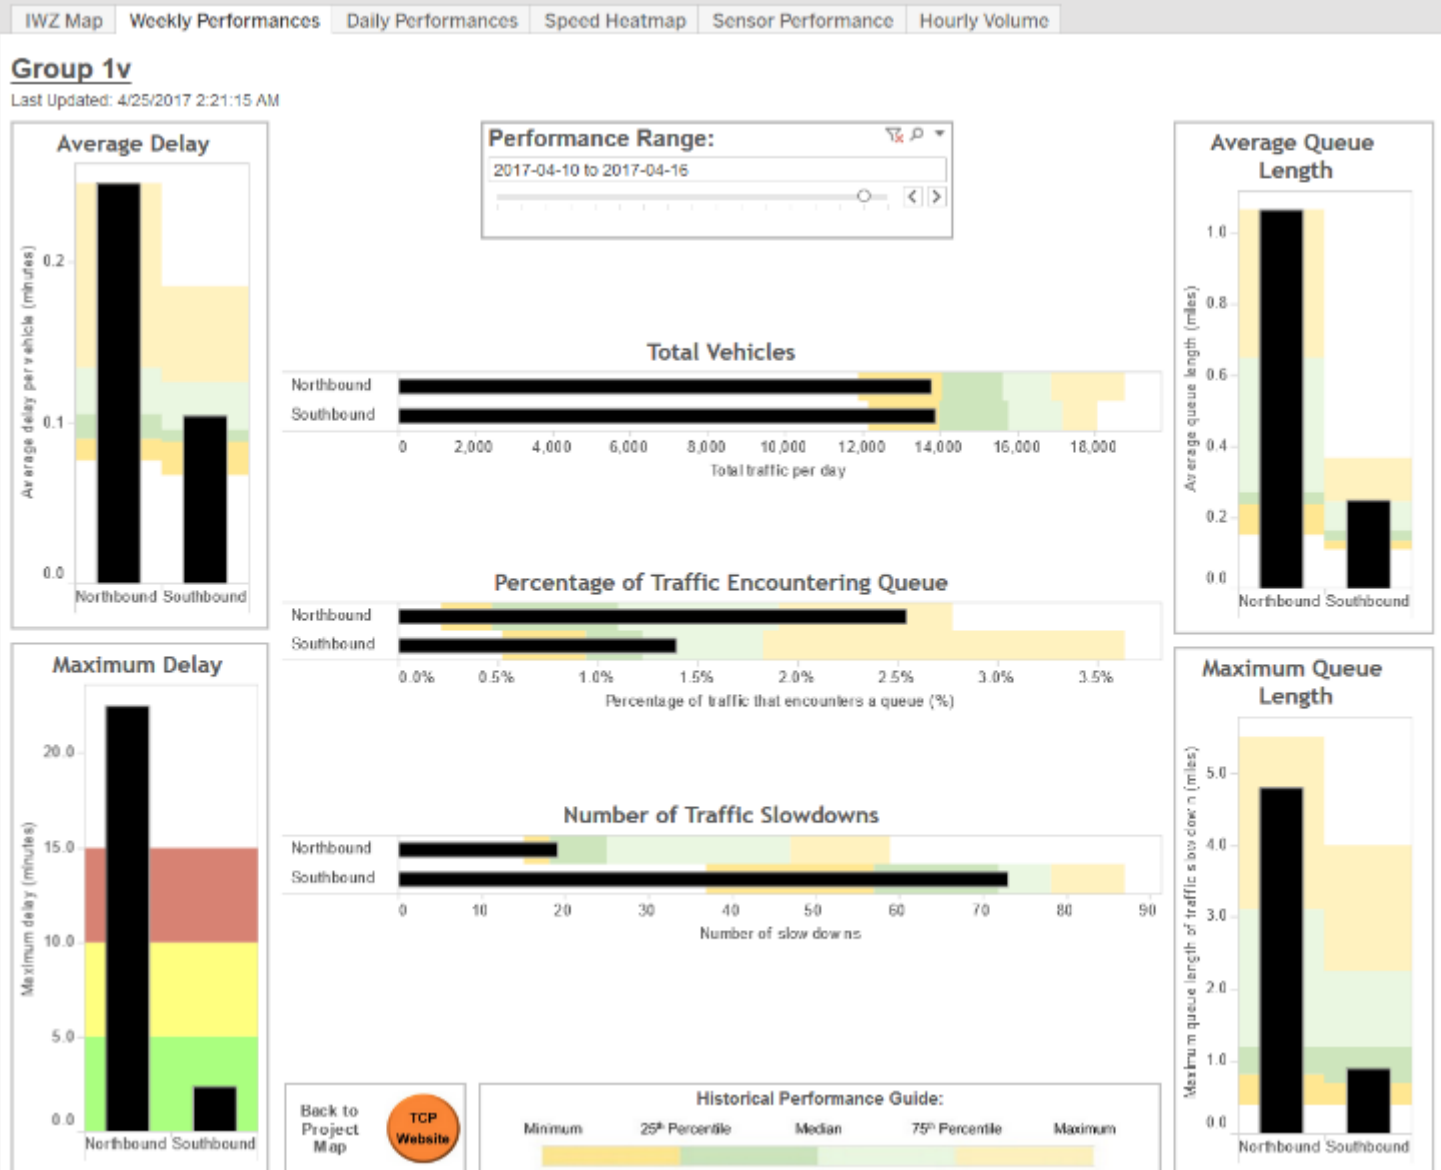 IWZ Map
Weekly Performances
Daily Performances
Speed Heatmap
Sensor Performance
Hourly Volume
Group 1v
Last Updated: 4/25/2017 2:21:15 AM
Average Delay
Average delay per vehicle (minutes)
0.2
0.1
0.0
Northbound Southbound
Maximum Delay
Maximum delay (minutes)
20.0
15.0
10.0
5.0
0.0
Northbound Southbound
Performance Range:
2017-04-10 to 2017-04-16
Total Vehicles
Northbound
Southbound
0 2,000 4,000 6,000 8,000 10,000 12,000 14,000 16,000 18,000
Total traffic per day
Percentage of Traffic Encountering Queue
Northbound
Southbound
0.0% 0.5% 1.0% 1.5% 2.0% 2.5% 3.0% 3.5%
Percentage of traffic that encounters a queue (%)
Number of Traffic Slowdowns
Northbound
Southbound
0 10 20 30 40 50 60 70 80 90
Number of slow downs
Back to
Project
Map
TCP
Website
Historical Performance Guide:
Minimum 25th Percentile Median 75th Percentile Maximum
Average Queue
Length
Average queue length (miles)
1.0
0.8
0.6
0.4
0.2
0.0
Northbound Southbound
Maximum Queue
Length
Maximum queue length of traffic slow down (miles)
5.0
4.0
3.0
2.0
1.0
0.0
Northbound Southbound